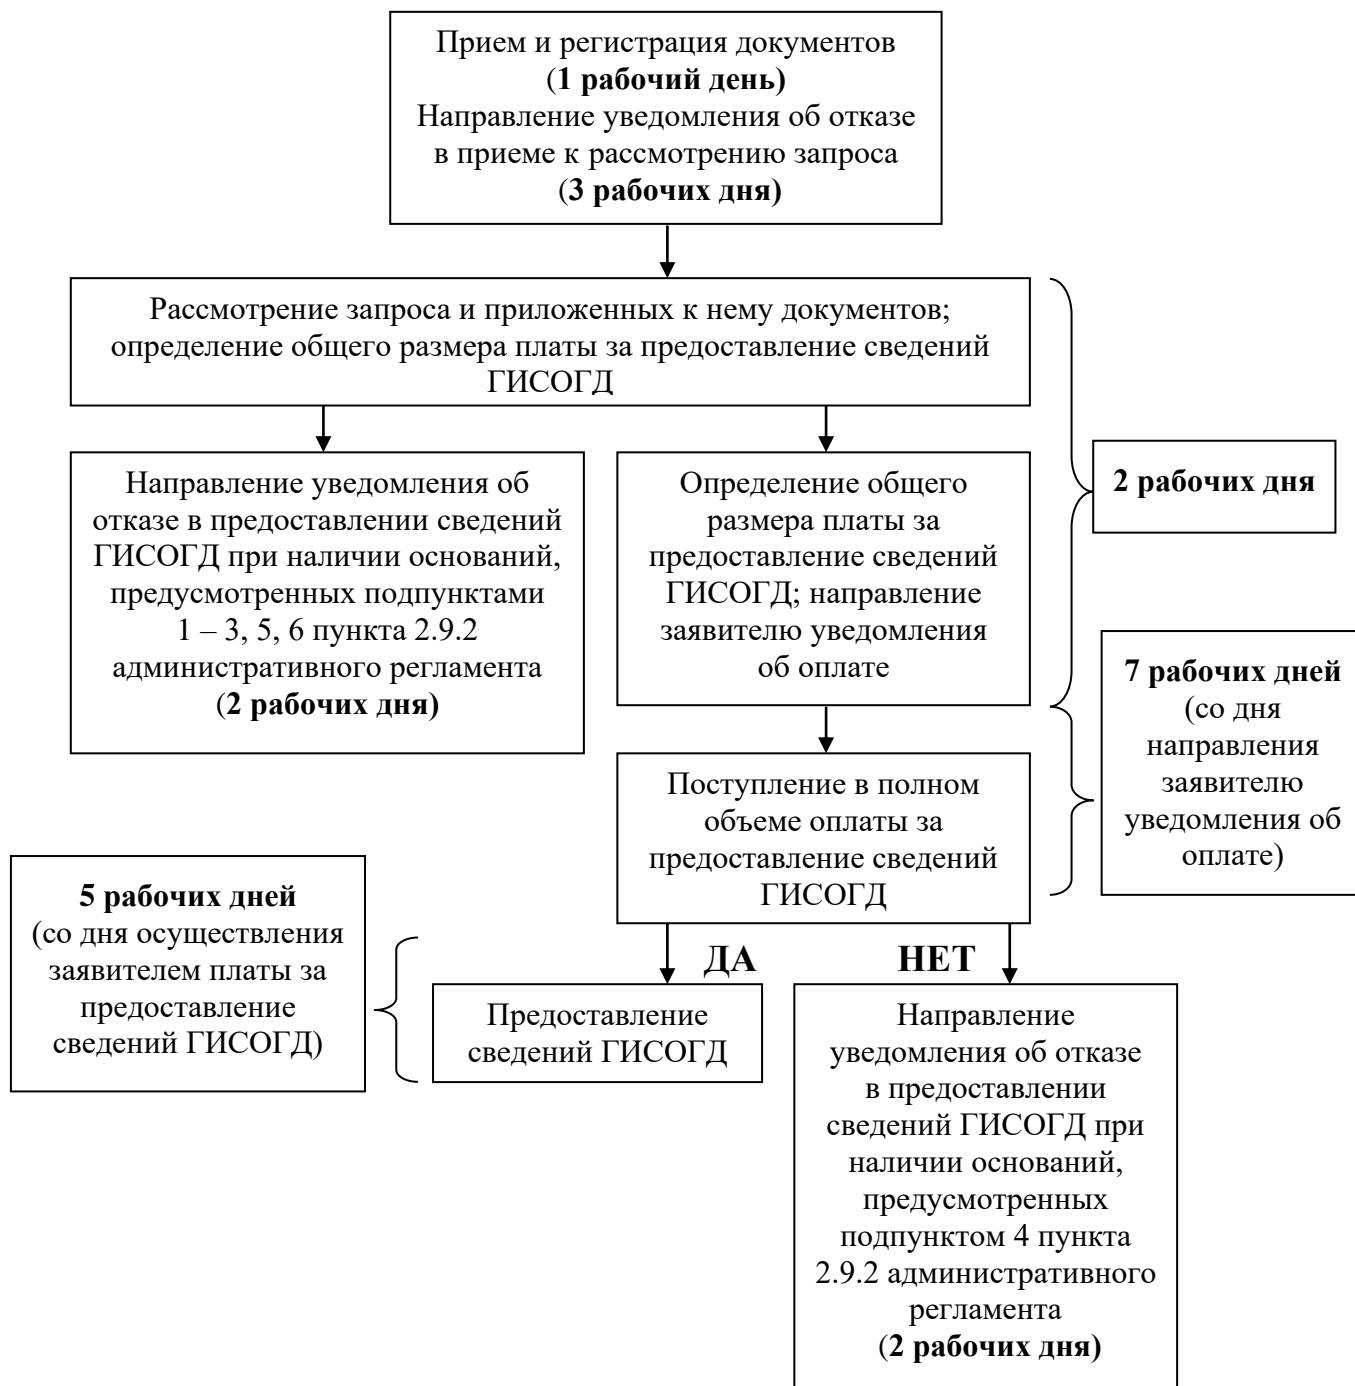 Прием и регистрация документов
(1 рабочий день)
Направление уведомления об отказе
в приеме к рассмотрению запроса
(3 рабочих дня)
Рассмотрение запроса и приложенных к нему документов;
определение общего размера платы за предоставление сведений
ГИСОГД
Направление уведомления об
отказе в предоставлении сведений
ГИСОГД при наличии оснований,
предусмотренных подпунктами
1 – 3, 5, 6 пункта 2.9.2
административного регламента
(2 рабочих дня)
Определение общего
размера платы за
предоставление сведений
ГИСОГД; направление
заявителю уведомления
об оплате
2 рабочих дня
7 рабочих дней
(со дня
направления
заявителю
уведомления об
оплате)
Поступление в полном
объеме оплаты за
предоставление сведений
ГИСОГД
5 рабочих дней
(со дня осуществления
заявителем платы за
предоставление
сведений ГИСОГД)
ДА
НЕТ
Предоставление
сведений ГИСОГД
Направление
уведомления об отказе
в предоставлении
сведений ГИСОГД при
наличии оснований,
предусмотренных
подпунктом 4 пункта
2.9.2 административного
регламента
(2 рабочих дня)